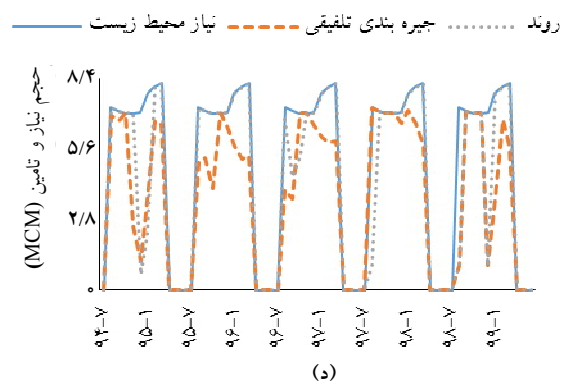 روند جیره بندی تلفیقی نیاز محیط زیست
حجم نیاز و تامین (MCM)
۸/۴
۵/۶
۲/۸
۰
۹۴-۷ ۹۵-۱ ۹۵-۷ ۹۶-۱ ۹۶-۷ ۹۷-۱ ۹۷-۷ ۹۸-۱ ۹۸-۷ ۹۹-۱
(د)